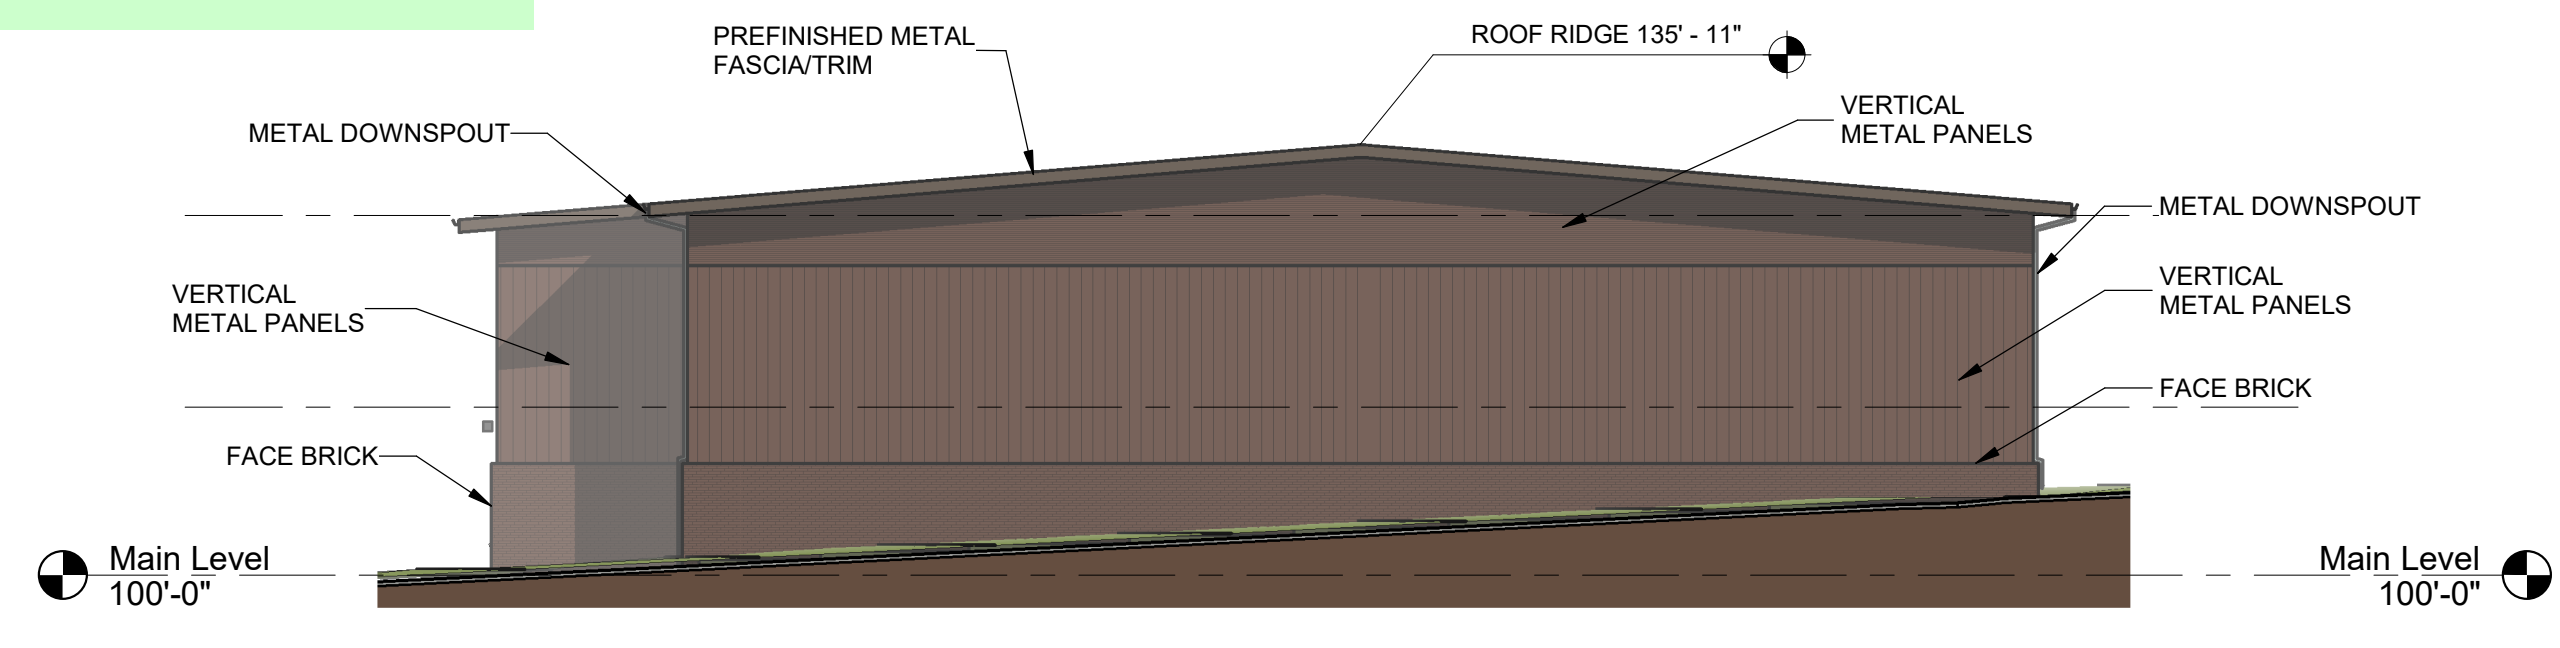 PREFINISHED METAL
FASCIA/TRIM
ROOF RIDGE 135' - 11"
VERTICAL
METAL PANELS
METAL DOWNSPOUT
METAL DOWNSPOUT
VERTICAL
METAL PANELS
VERTICAL
METAL PANELS
FACE BRICK
FACE BRICK
Main Level
100'-0"
Main Level
100'-0"